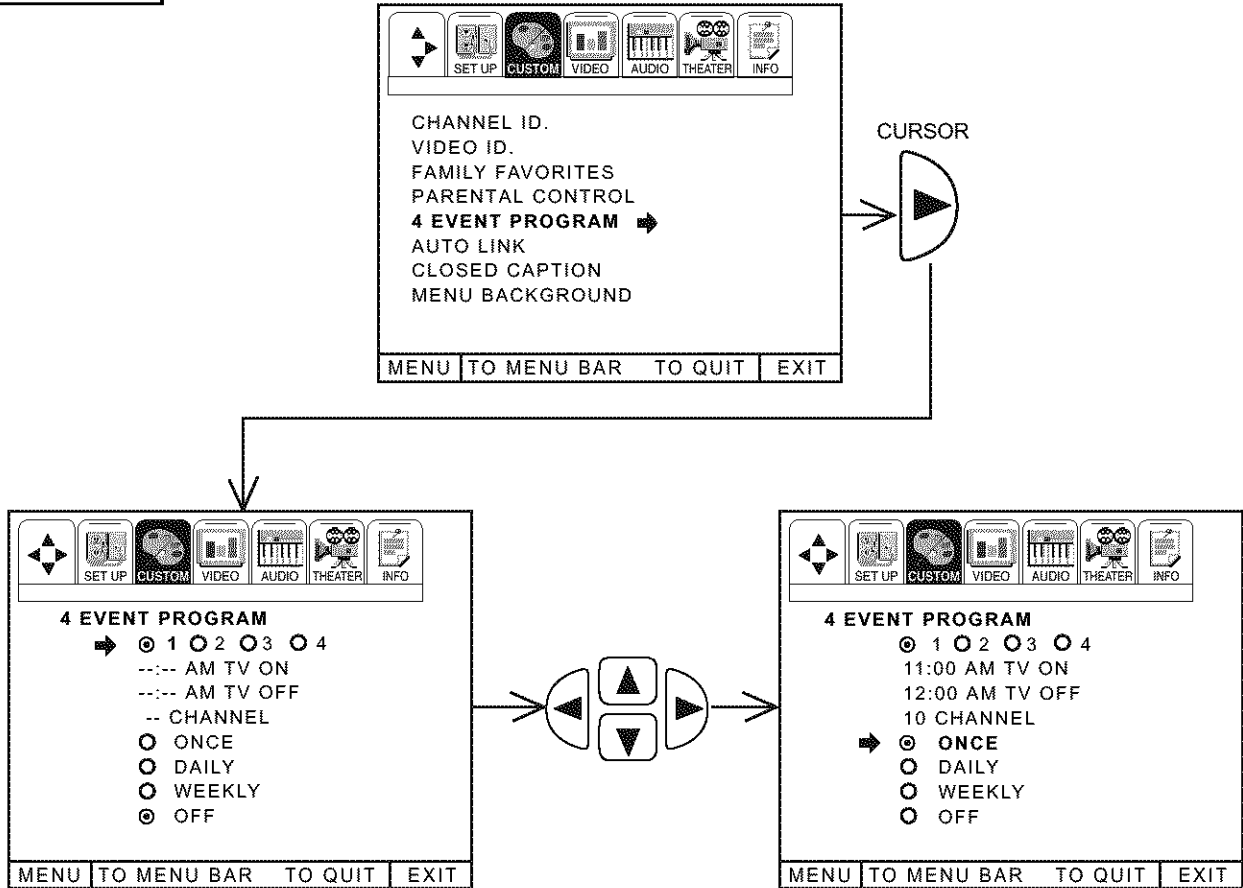 SET UP CUSTOM VIDEO AUDIO THEATER INFO
CHANNEL ID.
VIDEO ID.
FAMILY FAVORITES
PARENTAL CONTROL
4 EVENT PROGRAM
AUTO LINK
CLOSED CAPTION
MENU BACKGROUND
MENU TO MENU BAR TO QUIT EXIT
CURSOR
SET UP CUSTOM VIDEO AUDIO THEATER INFO
4 EVENT PROGRAM
1 2 3 4
--:-- AM TV ON
--:-- AM TV OFF
-- CHANNEL
ONCE
DAILY
WEEKLY
OFF
MENU TO MENU BAR TO QUIT EXIT
SET UP CUSTOM VIDEO AUDIO THEATER INFO
4 EVENT PROGRAM
1 2 3 4
11:00 AM TV ON
12:00 AM TV OFF
10 CHANNEL
ONCE
DAILY
WEEKLY
OFF
MENU TO MENU BAR TO QUIT EXIT